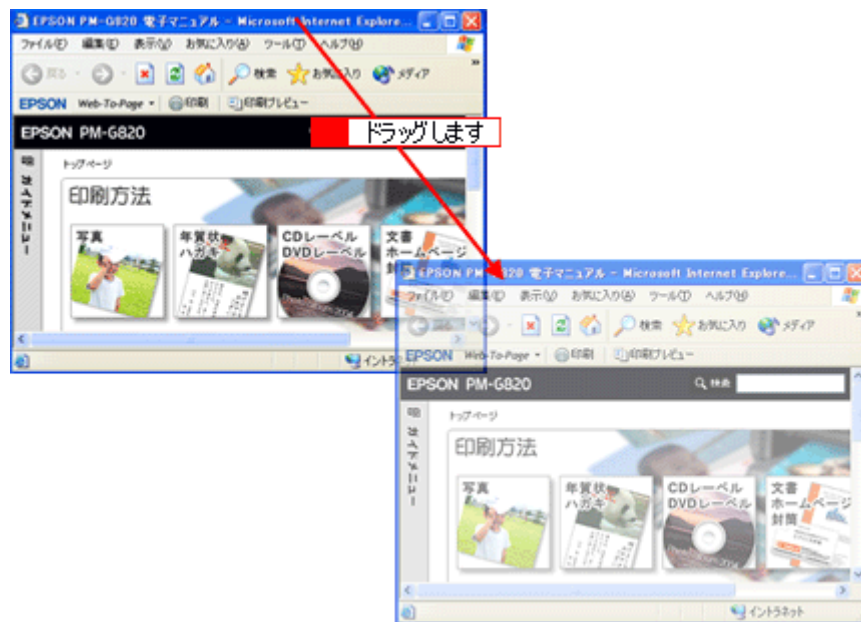 EPSON PM-G820 電子マニュアル - Microsoft Internet Explore...
ファイル(F) 編集(E) 表示(V) お気に入り(A) ツール(T) ヘルプ(H)
戻る 検索 お気に入り メディア
EPSON Web-To-Page 印刷 印刷プレビュー
EPSON PM-G820
ドラッグします
ガイドメニュー
トップページ
印刷方法
写真
年賀状
ハガキ
CDレーベル
DVDレーベル
文書
ホームページ
EPSON PM-G820 電子マニュアル - Microsoft Internet Explore...
ファイル(F) 編集(E) 表示(V) お気に入り(A) ツール(T) ヘルプ(H)
検索 お気に入り メディア
EPSON Web-To-Page 印刷 印刷プレビュー
EPSON PM-G820 検索
ガイドメニュー
トップページ
印刷方法
写真
年賀状
ハガキ
CDレーベル
DVDレーベル
文書
ホームページ
封筒
イントラネット